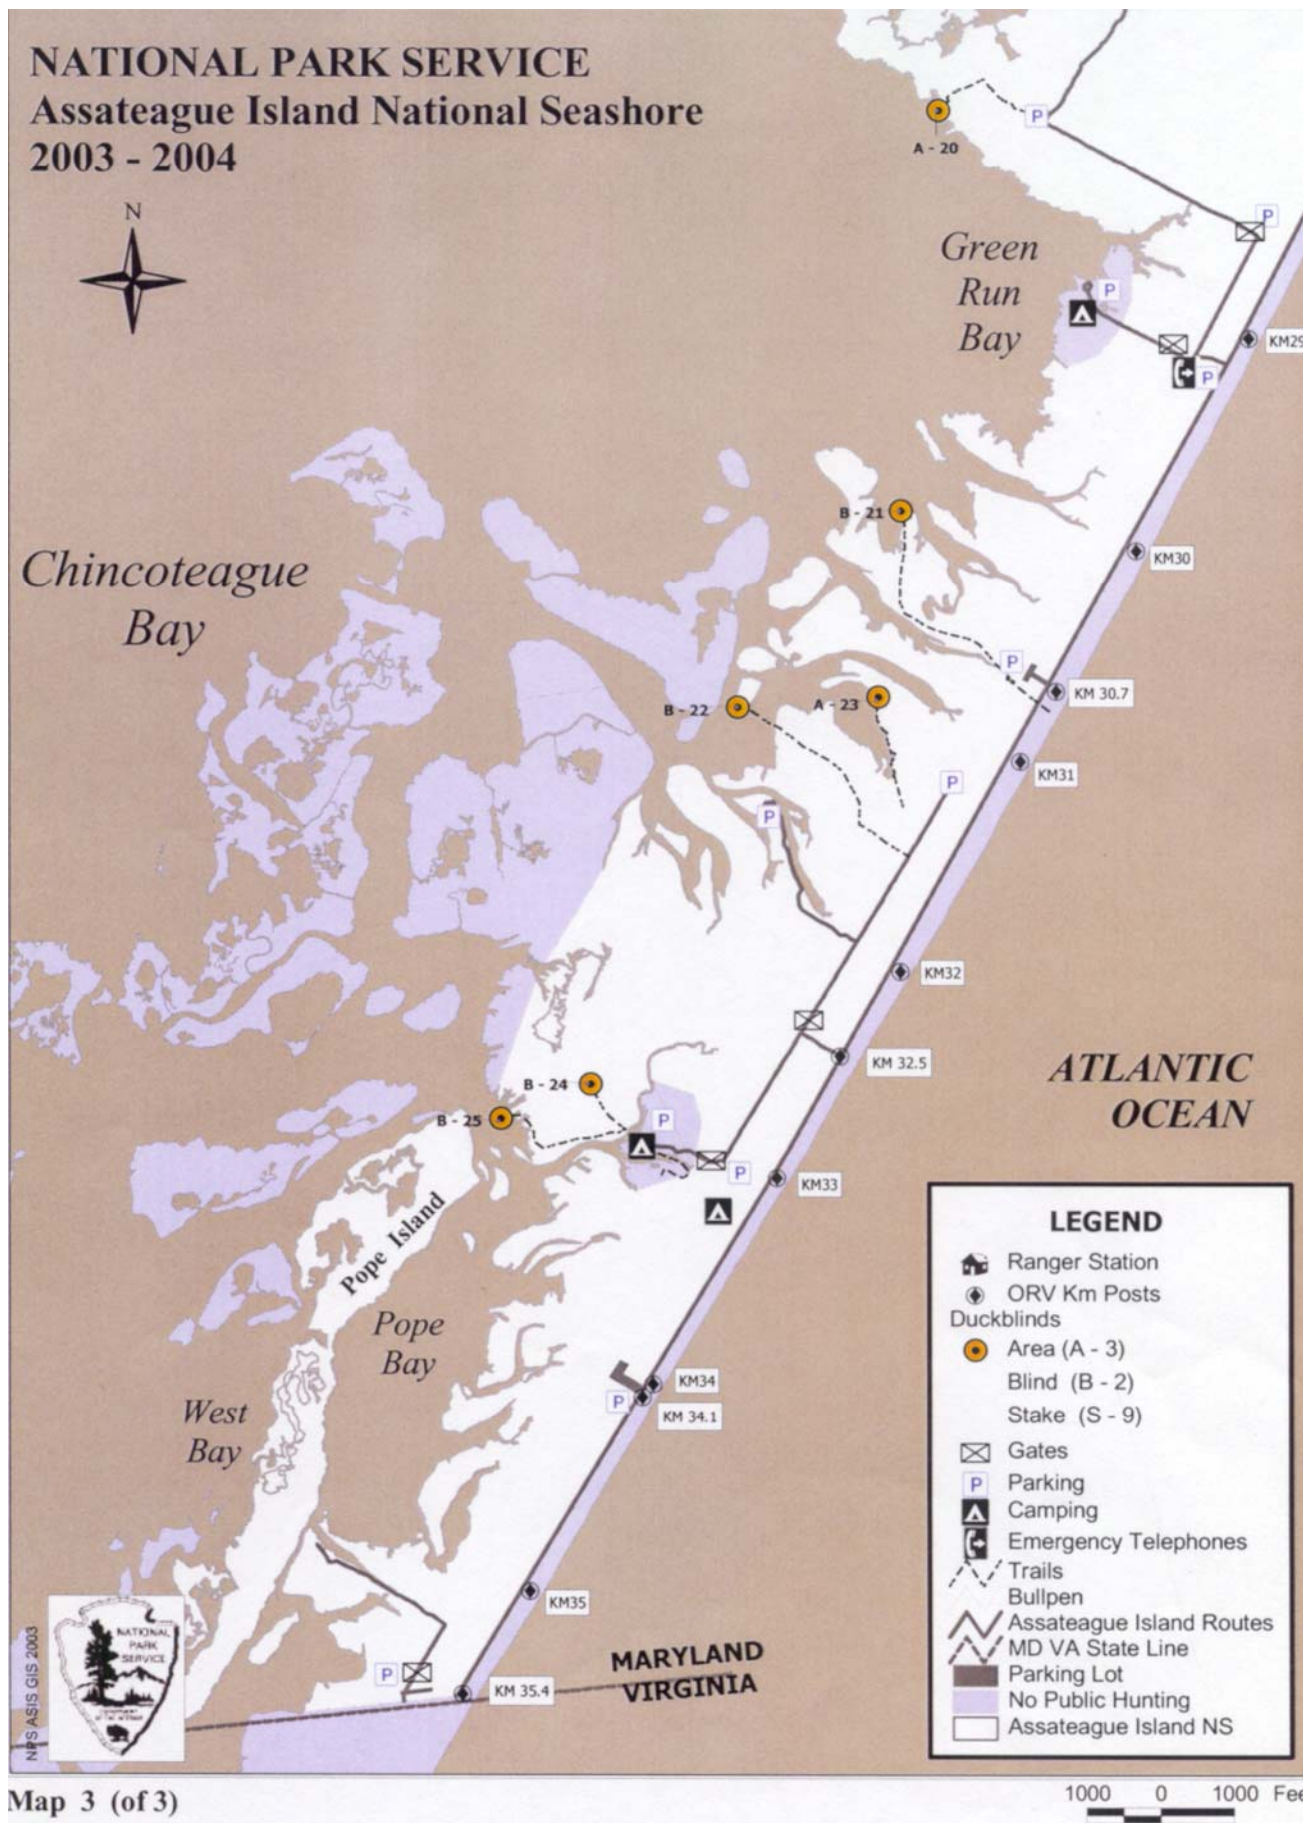 NATIONAL PARK SERVICE
Assateague Island National Seashore
2003 - 2004
N
P
A - 20
P
Green
Run
Bay
P
KM29
P
B - 21
Chincoteague
Bay
KM30
P
KM 30.7
B - 22
A - 23
KM31
P
P
KM32
KM 32.5
ATLANTIC
OCEAN
B - 24
B - 25
P
P
KM33
Pope Island
Pope
Bay
West
Bay
KM34
P
KM 34.1
KM35
MARYLAND
VIRGINIA
P
KM 35.4
LEGEND
Ranger Station
ORV Km Posts
Duckblinds
Area (A - 3)
Blind (B - 2)
Stake (S - 9)
Gates
P Parking
Camping
Emergency Telephones
Trails
Bullpen
Assateague Island Routes
MD VA State Line
Parking Lot
No Public Hunting
Assateague Island NS
NPS ASIS GIS 2003
NATIONAL
PARK
SERVICE
Map 3 (of 3)
1000 0 1000 Fee